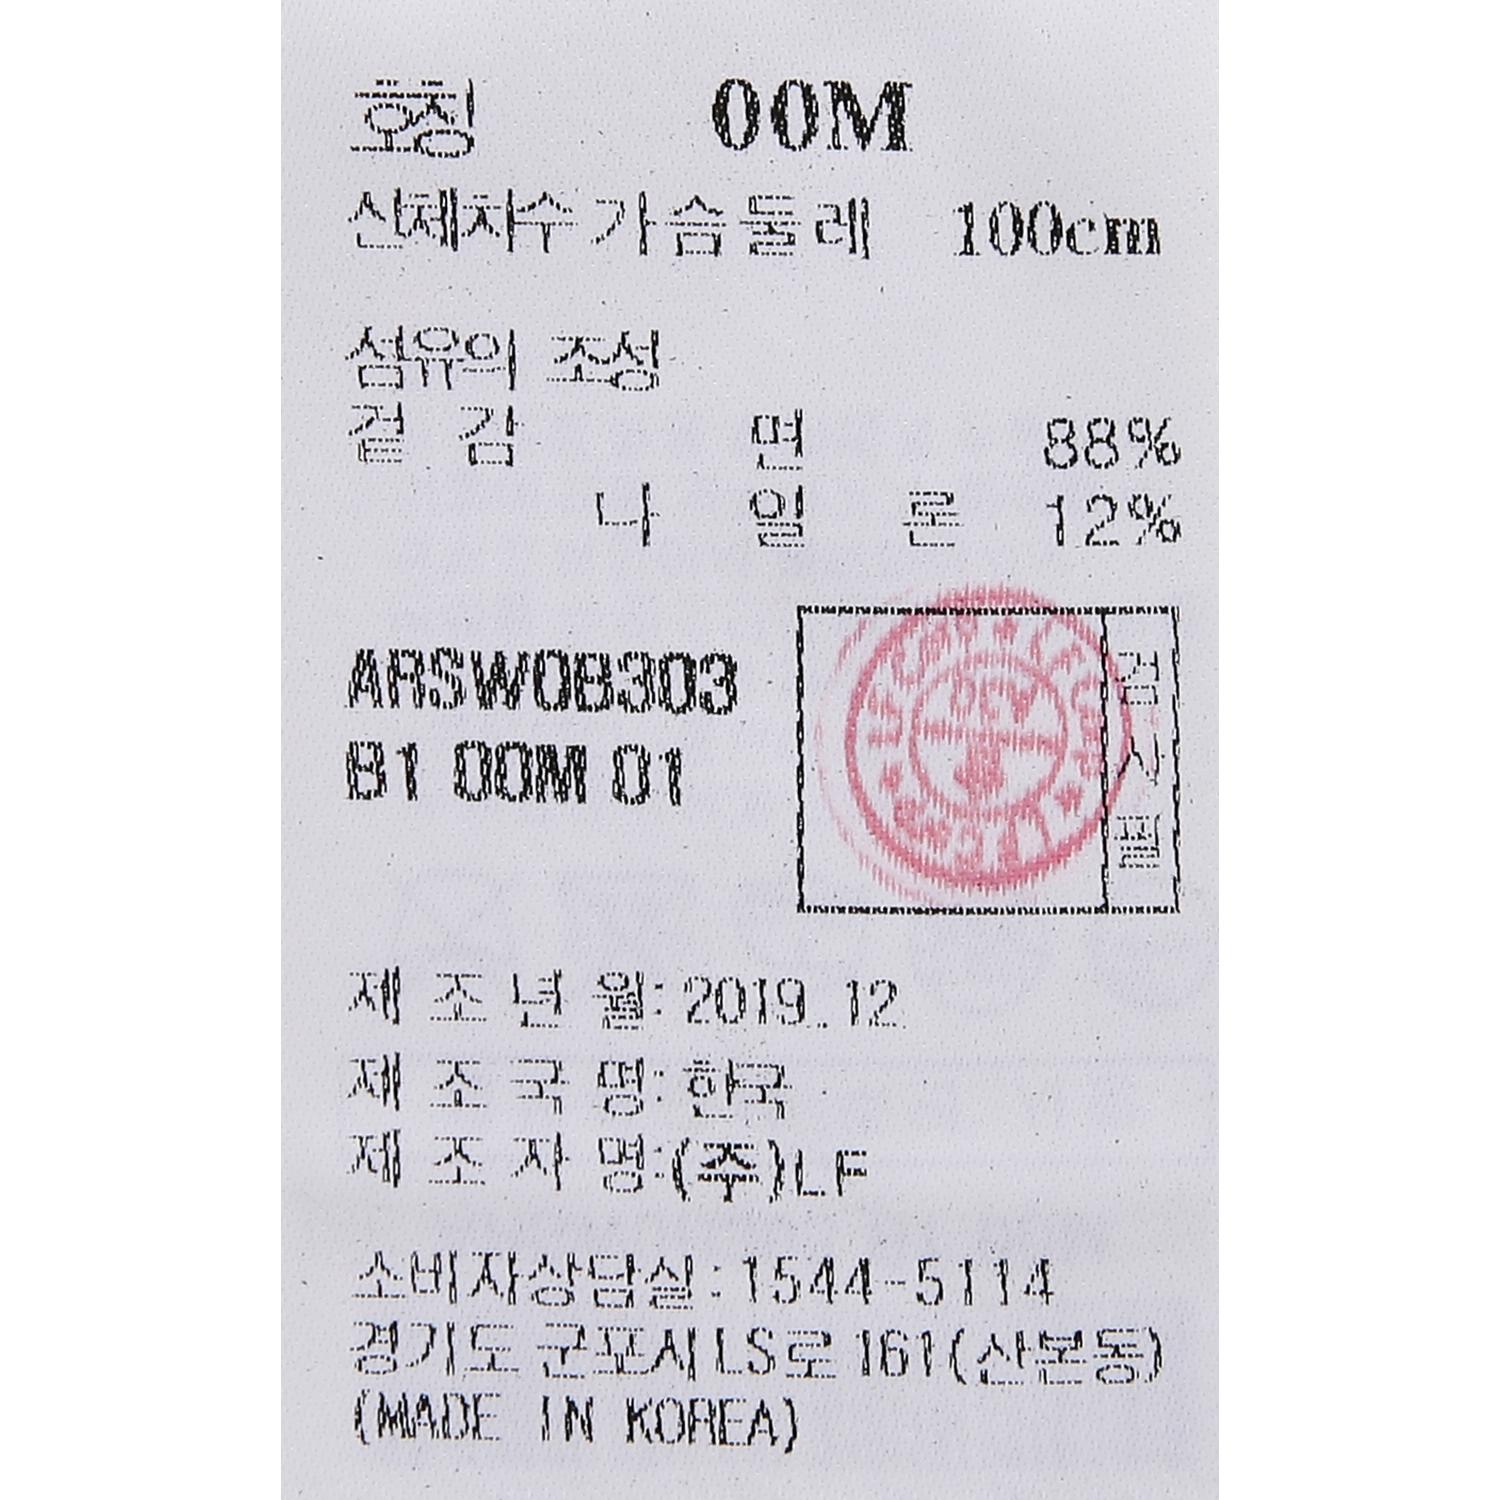 호칭 00M
신체치수 가슴둘레 100cm
섬유의 조성
겉 감 면 88%
나 일 론 12%
ARSW0B303
B1 00M 01
검 사 필
제 조 년 월: 2019. 12
제 조 국 명: 한국
제 조 자 명:(주)LF
소비자상담실: 1544-5114
경기도 군포시 LS로 161(산본동)
(MADE IN KOREA)